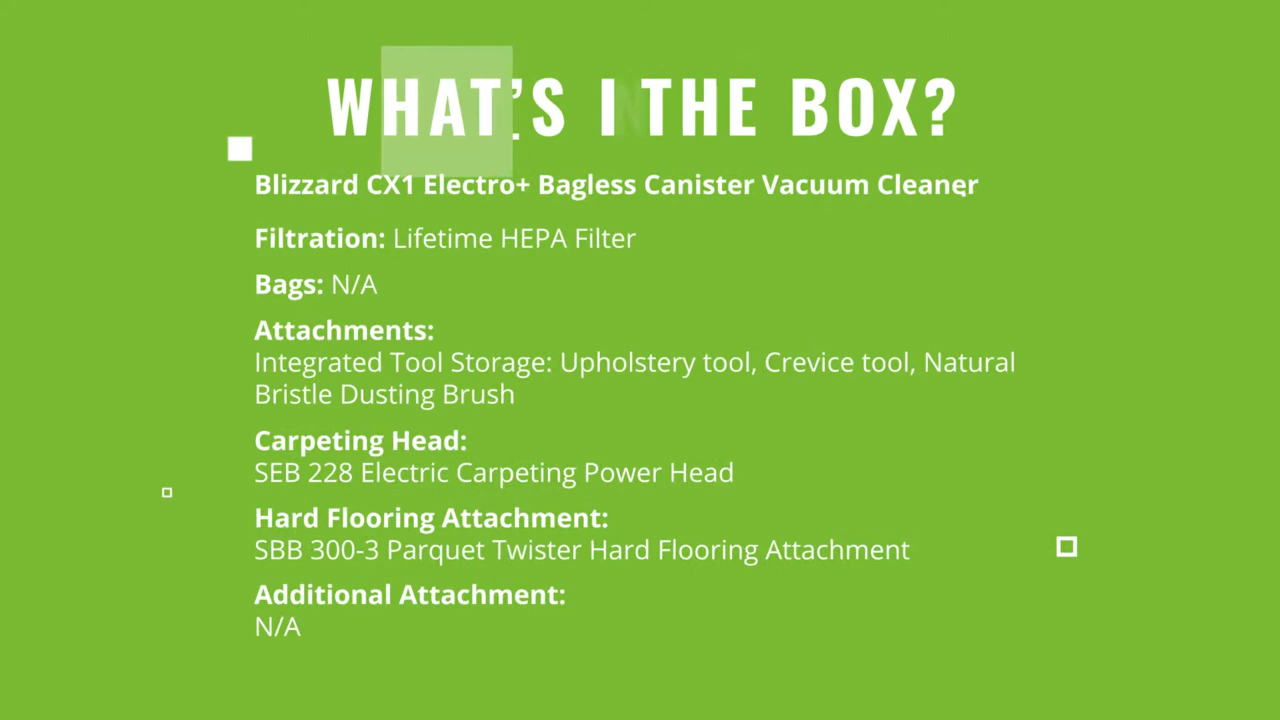 WHAT'S I THE BOX?
Blizzard CX1 Electro+ Bagless Canister Vacuum Cleaner
Filtration: Lifetime HEPA Filter
Bags: N/A
Attachments:
Integrated Tool Storage: Upholstery tool, Crevice tool, Natural
Bristle Dusting Brush
Carpeting Head:
SEB 228 Electric Carpeting Power Head
Hard Flooring Attachment:
SBB 300-3 Parquet Twister Hard Flooring Attachment
Additional Attachment:
N/A